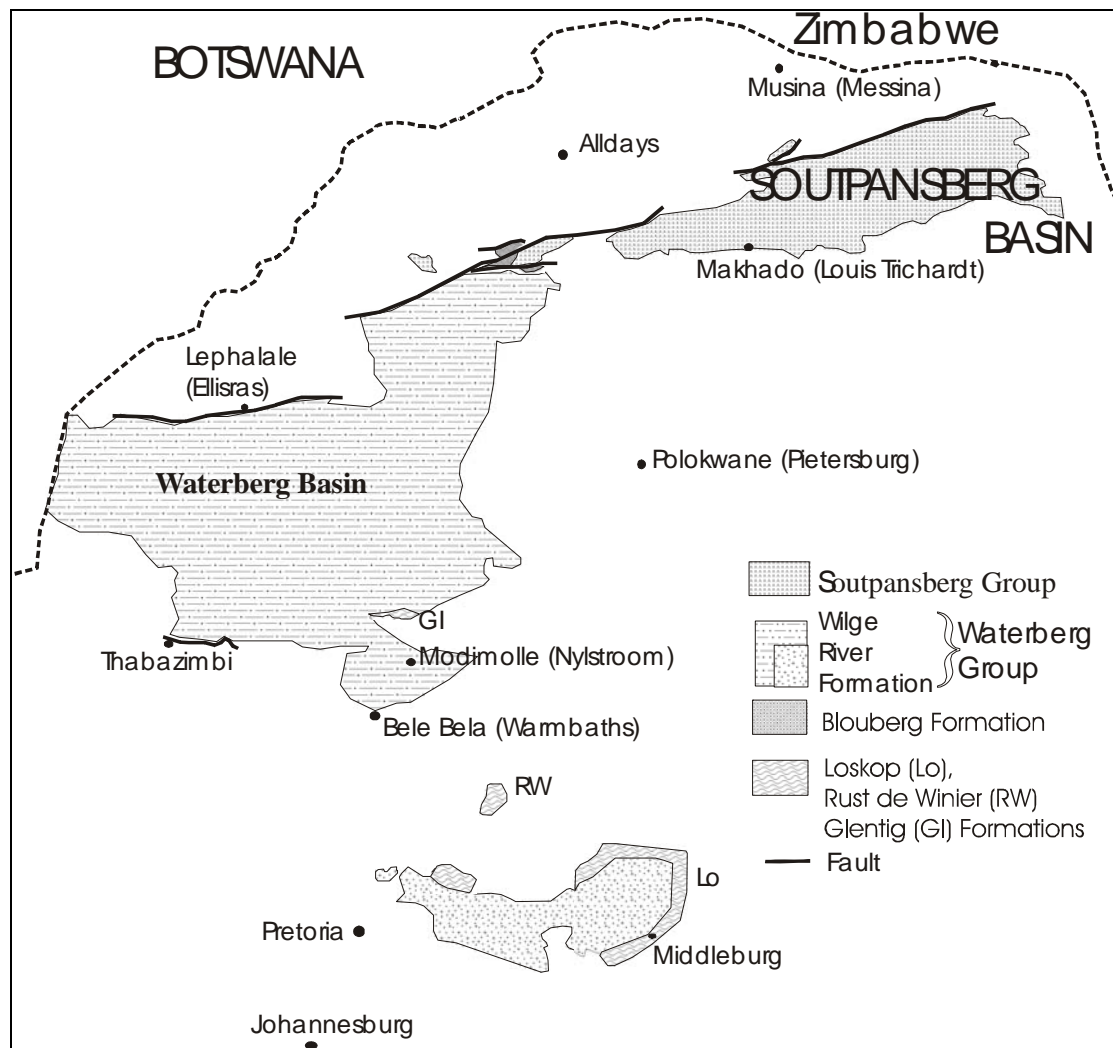 BOTSWANA
Zimbabwe
Musina (Messina)
Alldays
SOUTPANSBERG
BASIN
Makhado (Louis Trichardt)
Lephalale
(Ellisras)
Polokwane (Pietersburg)
Waterberg Basin
GI
Thabazimbi
Modimolle (Nylstroom)
Bele Bela (Warmbaths)
RW
Lo
Pretoria
Middleburg
Johannesburg
Soutpansberg Group
Wilge
River
Formation
Waterberg
Group
Blouberg Formation
Loskop (Lo),
Rust de Winier (RW)
Glentig (Gl) Formations
Fault